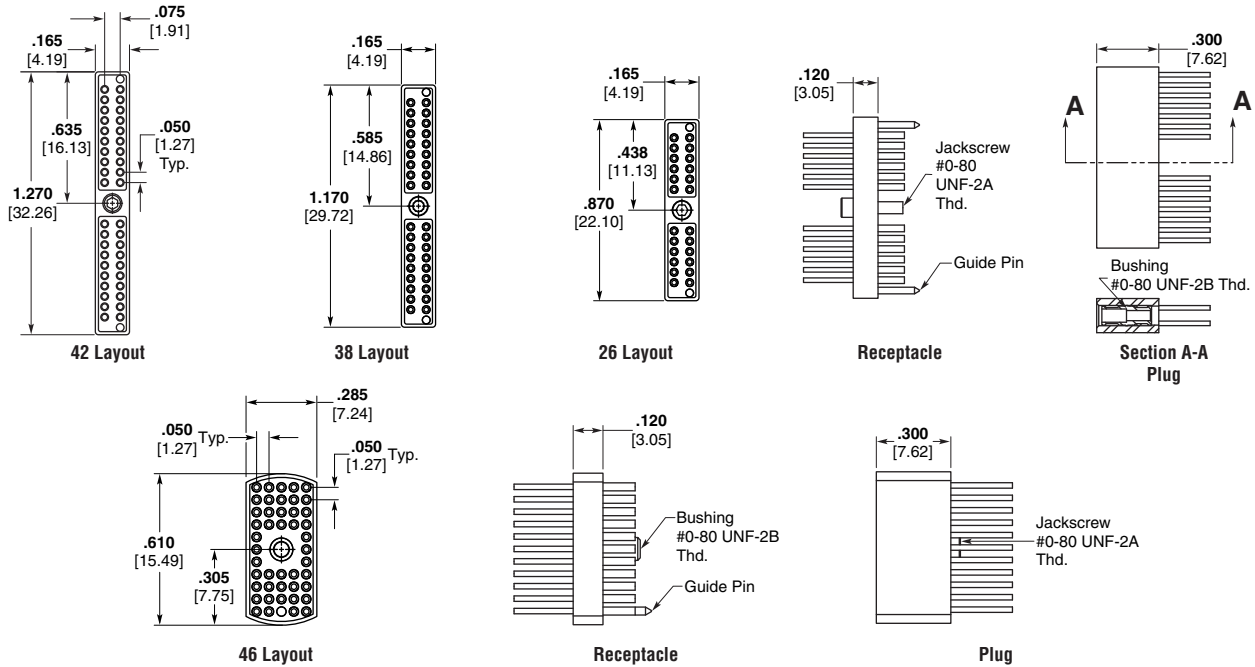 .075
[1.91]
.165
[4.19]
.635
[16.13]
.050
[1.27]
Typ.
1.270
[32.26]
42 Layout
.165
[4.19]
.585
[14.86]
1.170
[29.72]
38 Layout
.165
[4.19]
.438
[11.13]
.870
[22.10]
26 Layout
.120
[3.05]
Jackscrew
#0-80
UNF-2A
Thd.
Guide Pin
Receptacle
.300
[7.62]
A
A
Bushing
#0-80 UNF-2B Thd.
Section A-A
Plug
.285
[7.24]
.050
[1.27] Typ.
.050
[1.27] Typ.
.610
[15.49]
.305
[7.75]
46 Layout
.120
[3.05]
Bushing
#0-80 UNF-2B
Thd.
Guide Pin
Receptacle
.300
[7.62]
Jackscrew
#0-80 UNF-2A
Thd.
Plug